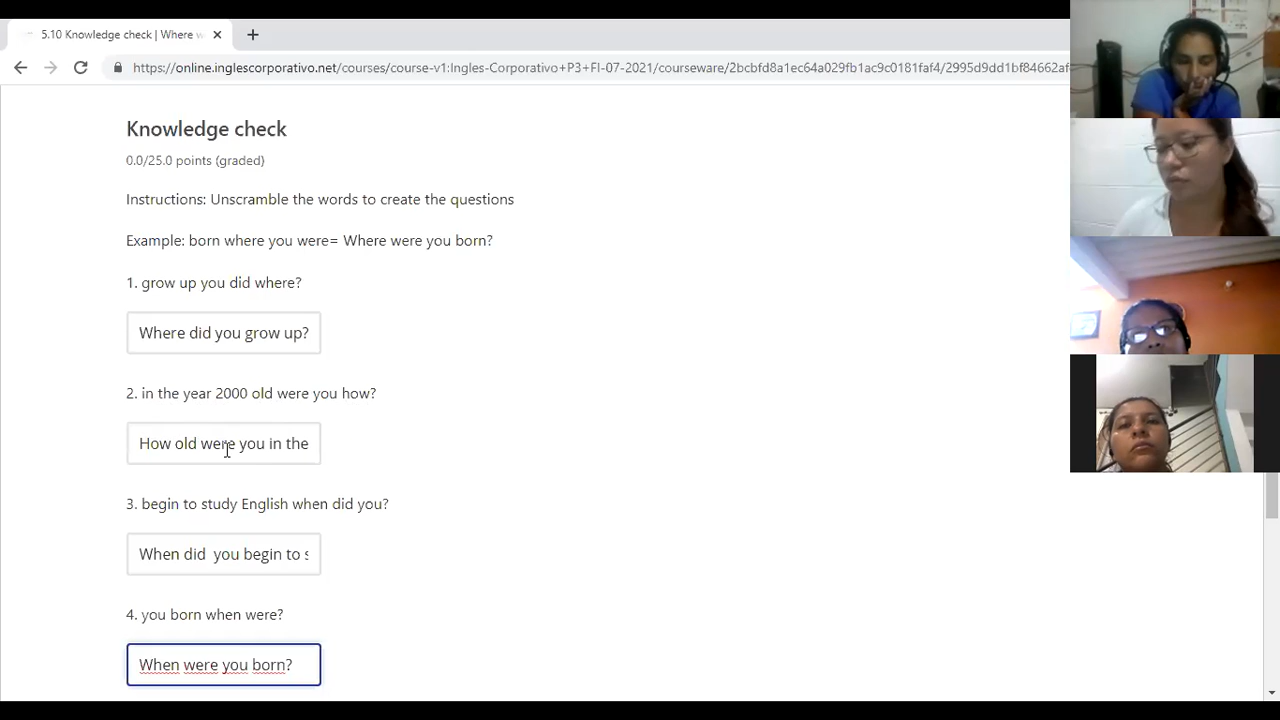 5.10 Knowledge check | Where w
https://online.inglescorporativo.net/courses/course-v1:Ingles-Corporativo+P3+FI-07-2021/courseware/2bcbfd8a1ec64a029fb1ac9c0181faf4/2995d9dd1bf84662af
Knowledge check
0.0/25.0 points (graded)
Instructions: Unscramble the words to create the questions
Example: born where you were= Where were you born?
1. grow up you did where?
Where did you grow up?
2. in the year 2000 old were you how?
How old were you in the
3. begin to study English when did you?
When did  you begin to s
4. you born when were?
When were you born?